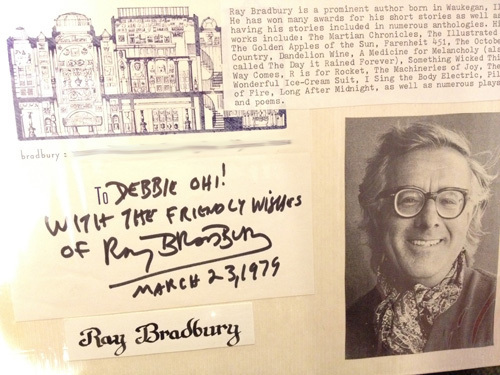 Ray Bradbury is a prominent author born in Waukegan,
He has won many awards for his short stories as well
having his stories included in numerous anthologies.
works include: The Martian Chronicles, The Illustrated
The Golden Apples of the Sun, Farenheit 451, The October
Country, Dandelion Wine, A Medicine for Melancholy
called The Day it Rained Forever), Something Wicked
Way Comes, R is for Rocket, The Machineries of Joy, The
Wonderful Ice-Cream Suit, I Sing the Body Electric,
of Fire, Long After Midnight, as well as numerous plays
and poems.
bradbury:
TO DEBBIE OHI!
WITH THE FRIENDLY WISHES
OF Ray BRADBURY
MARCH 23, 1979
Ray Bradbury